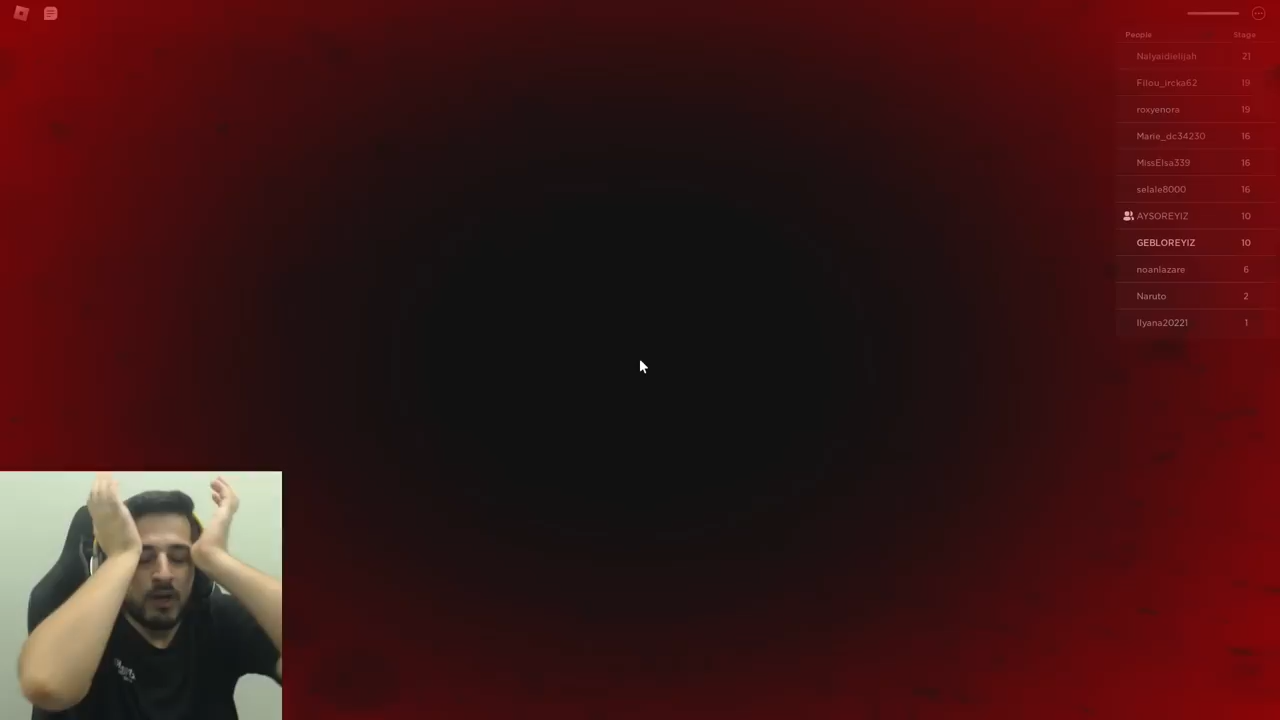 People Stage
Nalyaidielijah 21
Filou_jrcka62 19
roxyenora 19
Marie_dc34230 16
MissElsa339 16
selale8000 16
AYSOREYIZ 10
GEBLOREYIZ 10
noanlazare 6
Naruto 2
Ilyana20221 1